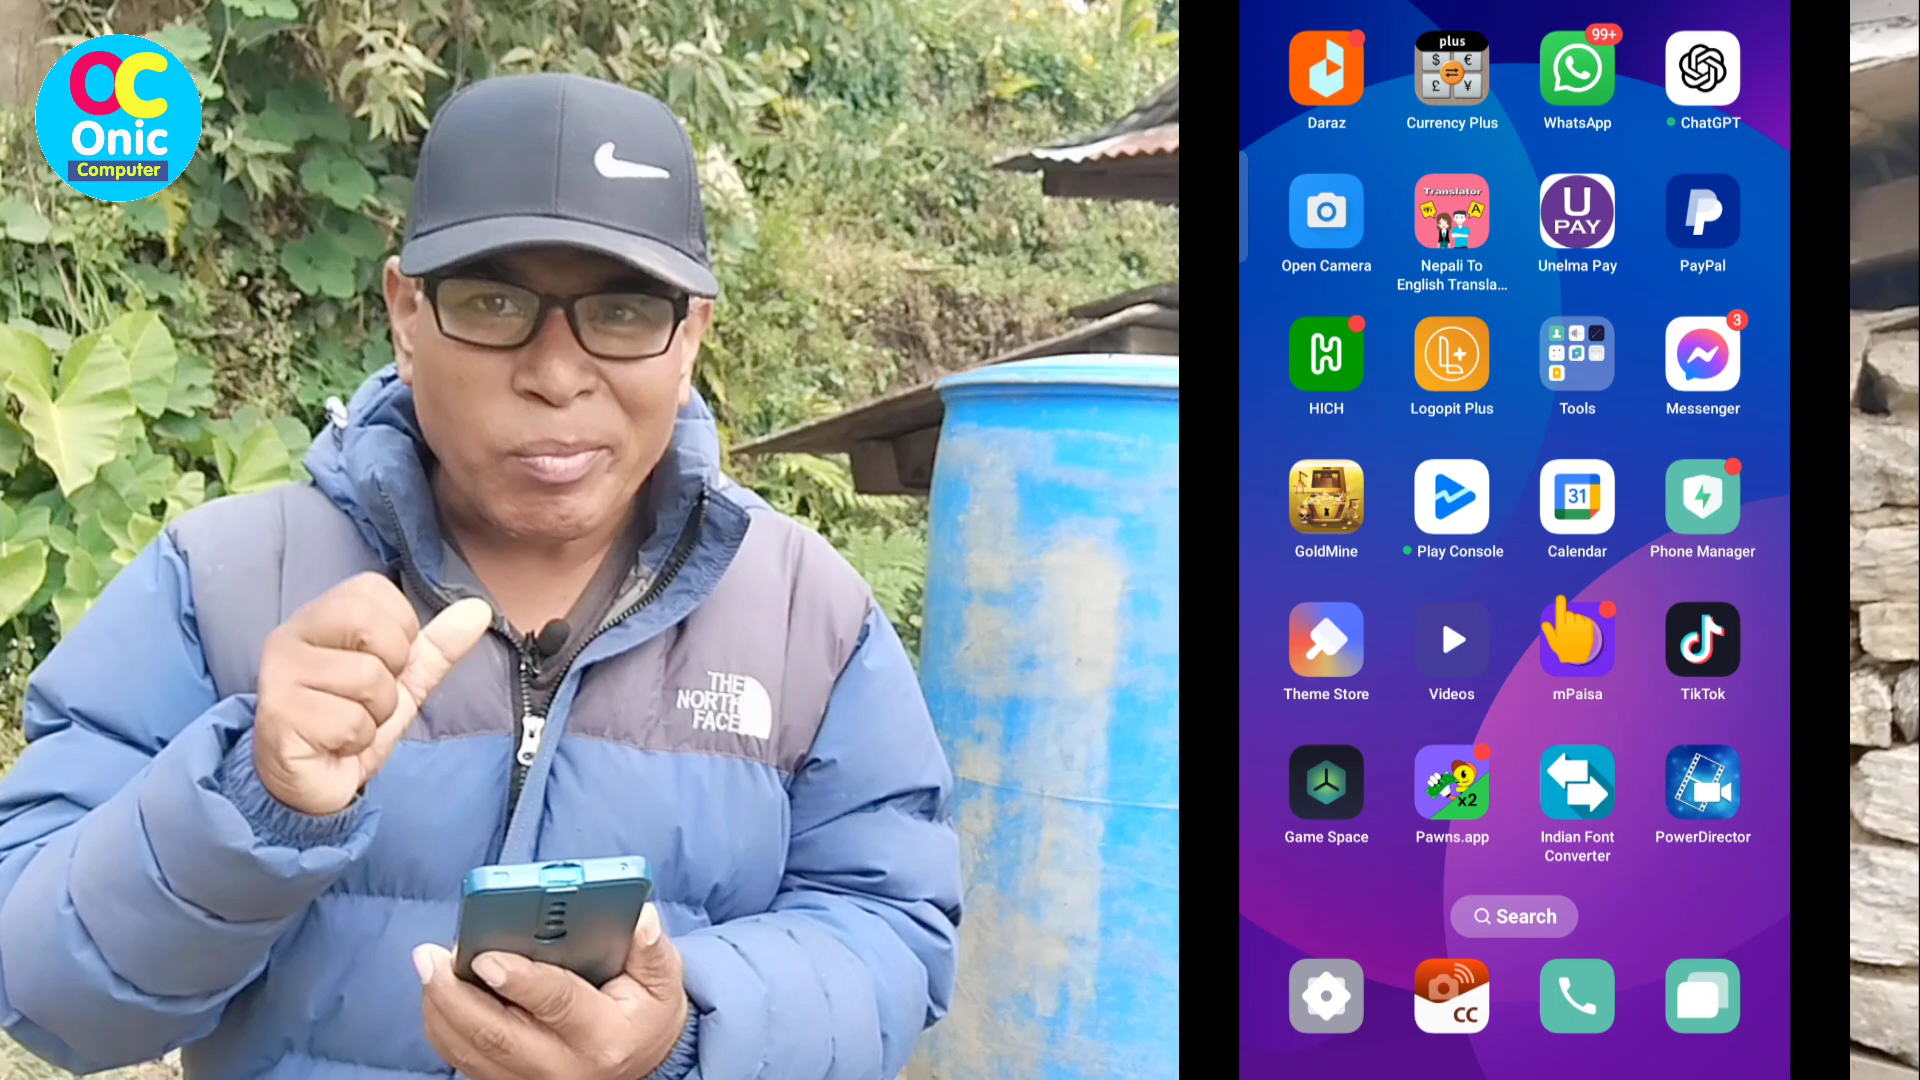 OC
Onic
Computer
THE
NORTH
FACE
plus
$ €
£ ¥
99+
Daraz
Currency Plus
WhatsApp
ChatGPT
Translator
A
U
PAY
Open Camera
Nepali To
English Transla...
Unelma Pay
PayPal
3
HICH
Logopit Plus
Tools
Messenger
31
GoldMine
Play Console
Calendar
Phone Manager
Theme Store
Videos
mPaisa
TikTok
x2
Game Space
Pawns.app
Indian Font
Converter
PowerDirector
Search
CC